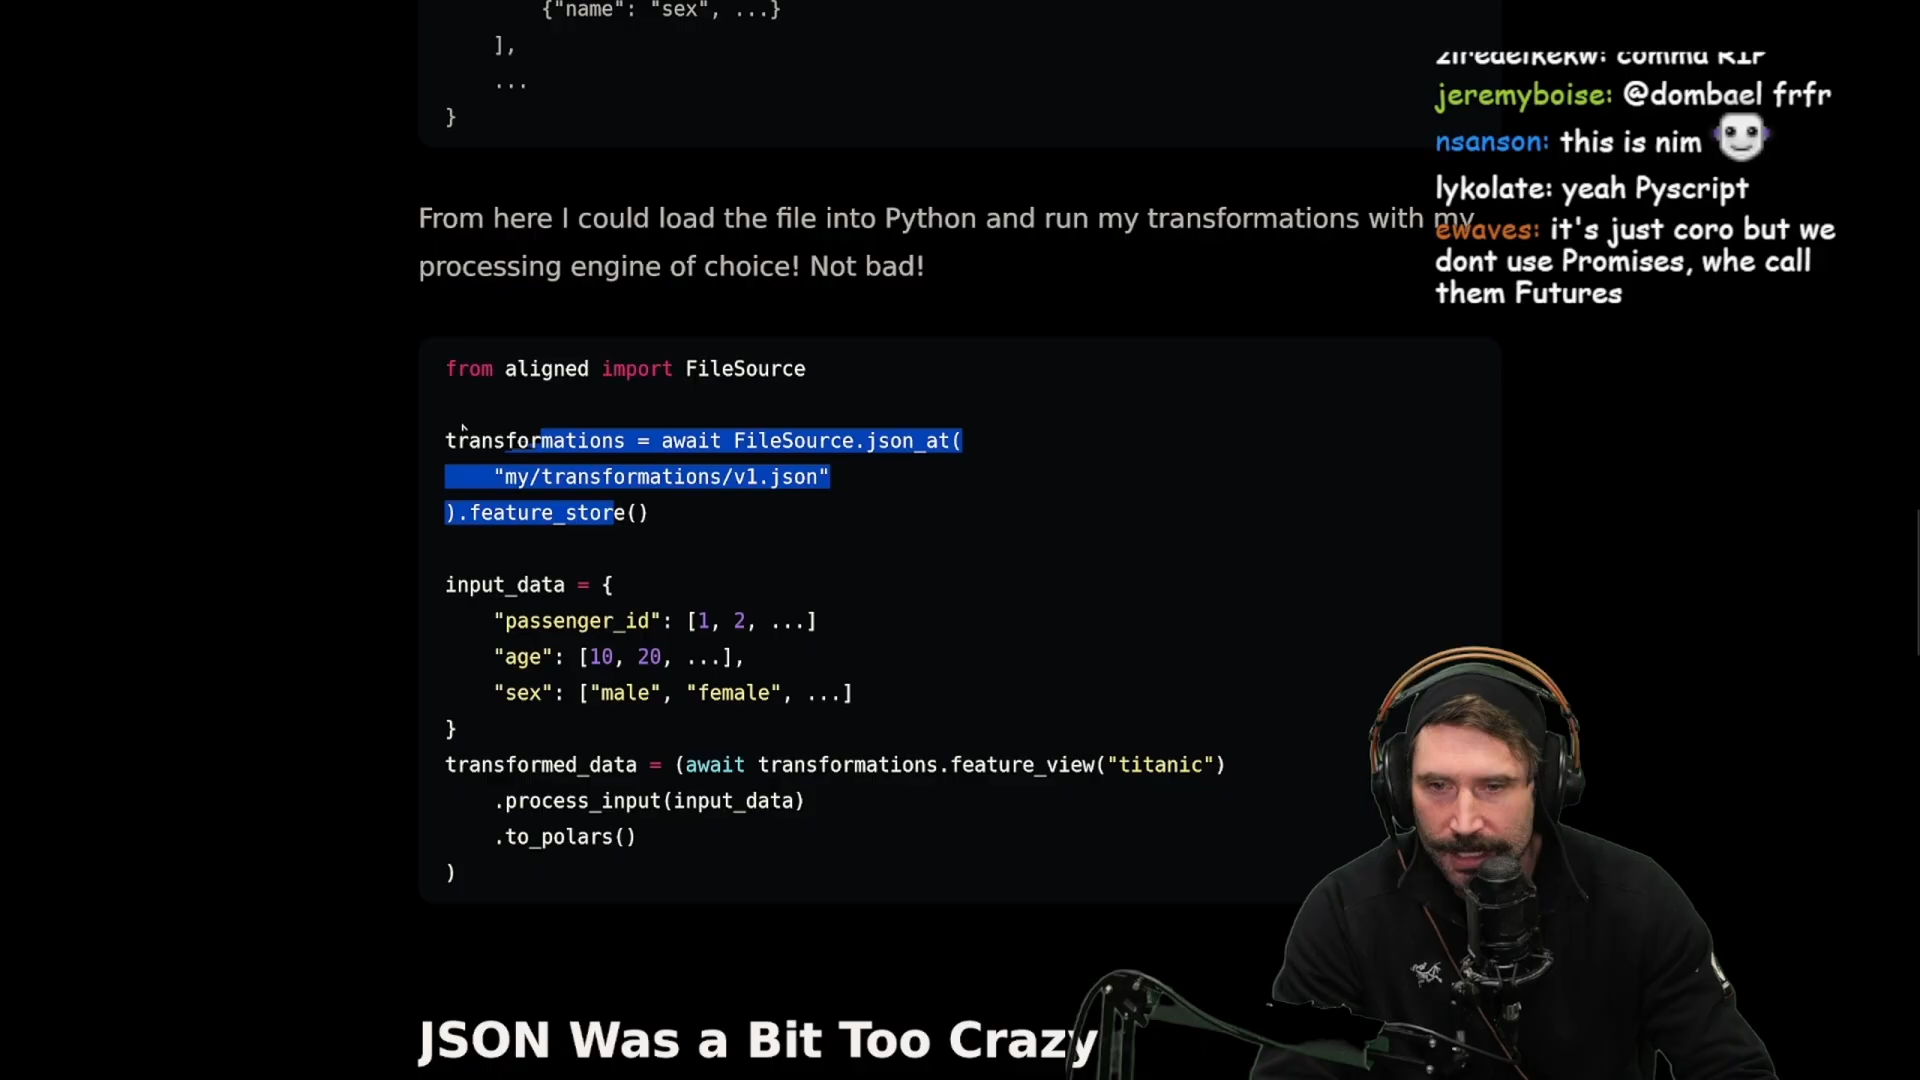 {"name": "sex", ...}
],
...
}
From here I could load the file into Python and run my transformations with my
processing engine of choice! Not bad!
from aligned import FileSource
transformations = await FileSource.json_at(
"my/transformations/v1.json"
).feature_store()
input_data = {
"passenger_id": [1, 2, ...]
"age": [10, 20, ...],
"sex": ["male", "female", ...]
}
transformed_data = (await transformations.feature_view("titanic")
.process_input(input_data)
.to_polars()
)
JSON Was a Bit Too Crazy
comma RIP
jeremyboise: @dombael frfr
nsanson: this is nim
lykolate: yeah Pyscript
ewaves: it's just coro but we
dont use Promises, whe call
them Futures